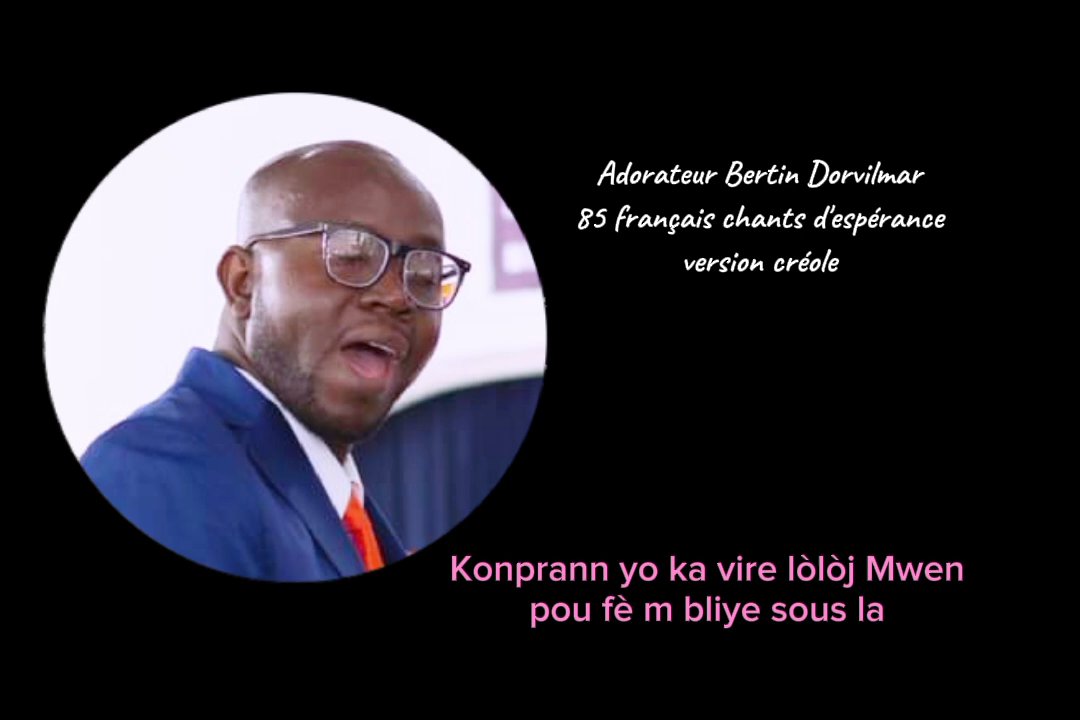 Adorateur Bertin Dorvilmar
85 français chants d'espérance
version créole
Konprann yo ka vire lòlòj Mwen
pou fè m bliye sous la